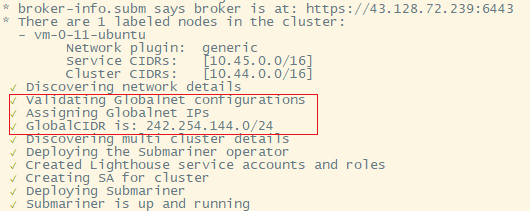 * broker-info.subm says broker is at: https://43.128.72.239:6443
* There are 1 labeled nodes in the cluster:
- vm-0-11-ubuntu
Network plugin: generic
Service CIDRs: [10.45.0.0/16]
Cluster CIDRs: [10.44.0.0/16]
✓ Discovering network details
✓ Validating Globalnet configurations
✓ Assigning Globalnet IPs
✓ GlobalCIDR is: 242.254.144.0/24
✓ Discovering multi cluster details
✓ Deploying the Submariner operator
✓ Created Lighthouse service accounts and roles
✓ Creating SA for cluster
✓ Deploying Submariner
✓ Submariner is up and running